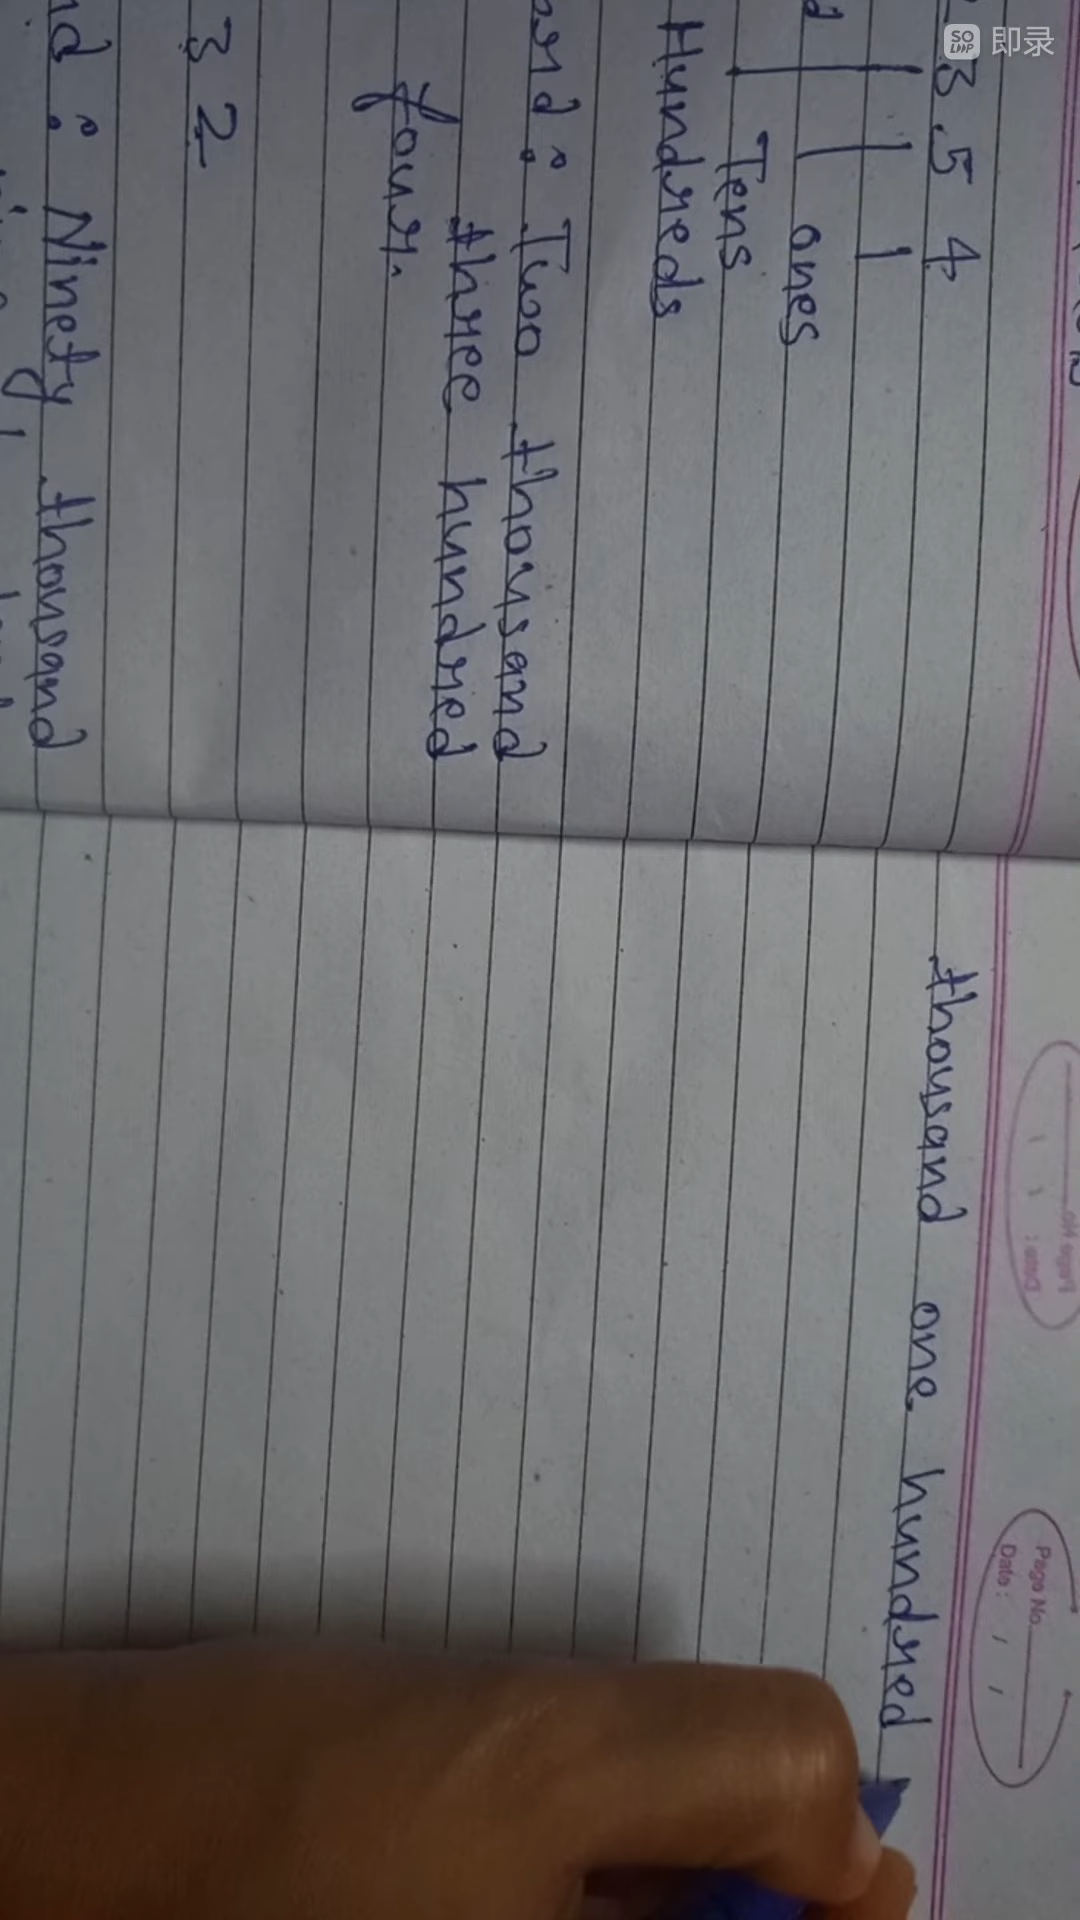 3 5 4
ones
Tens
Hundreds
: Two thousand
three hundred
four.
3 2
: Ninety thousand
Page No.
Date :
thousand one hundred
SOLOOP 即录